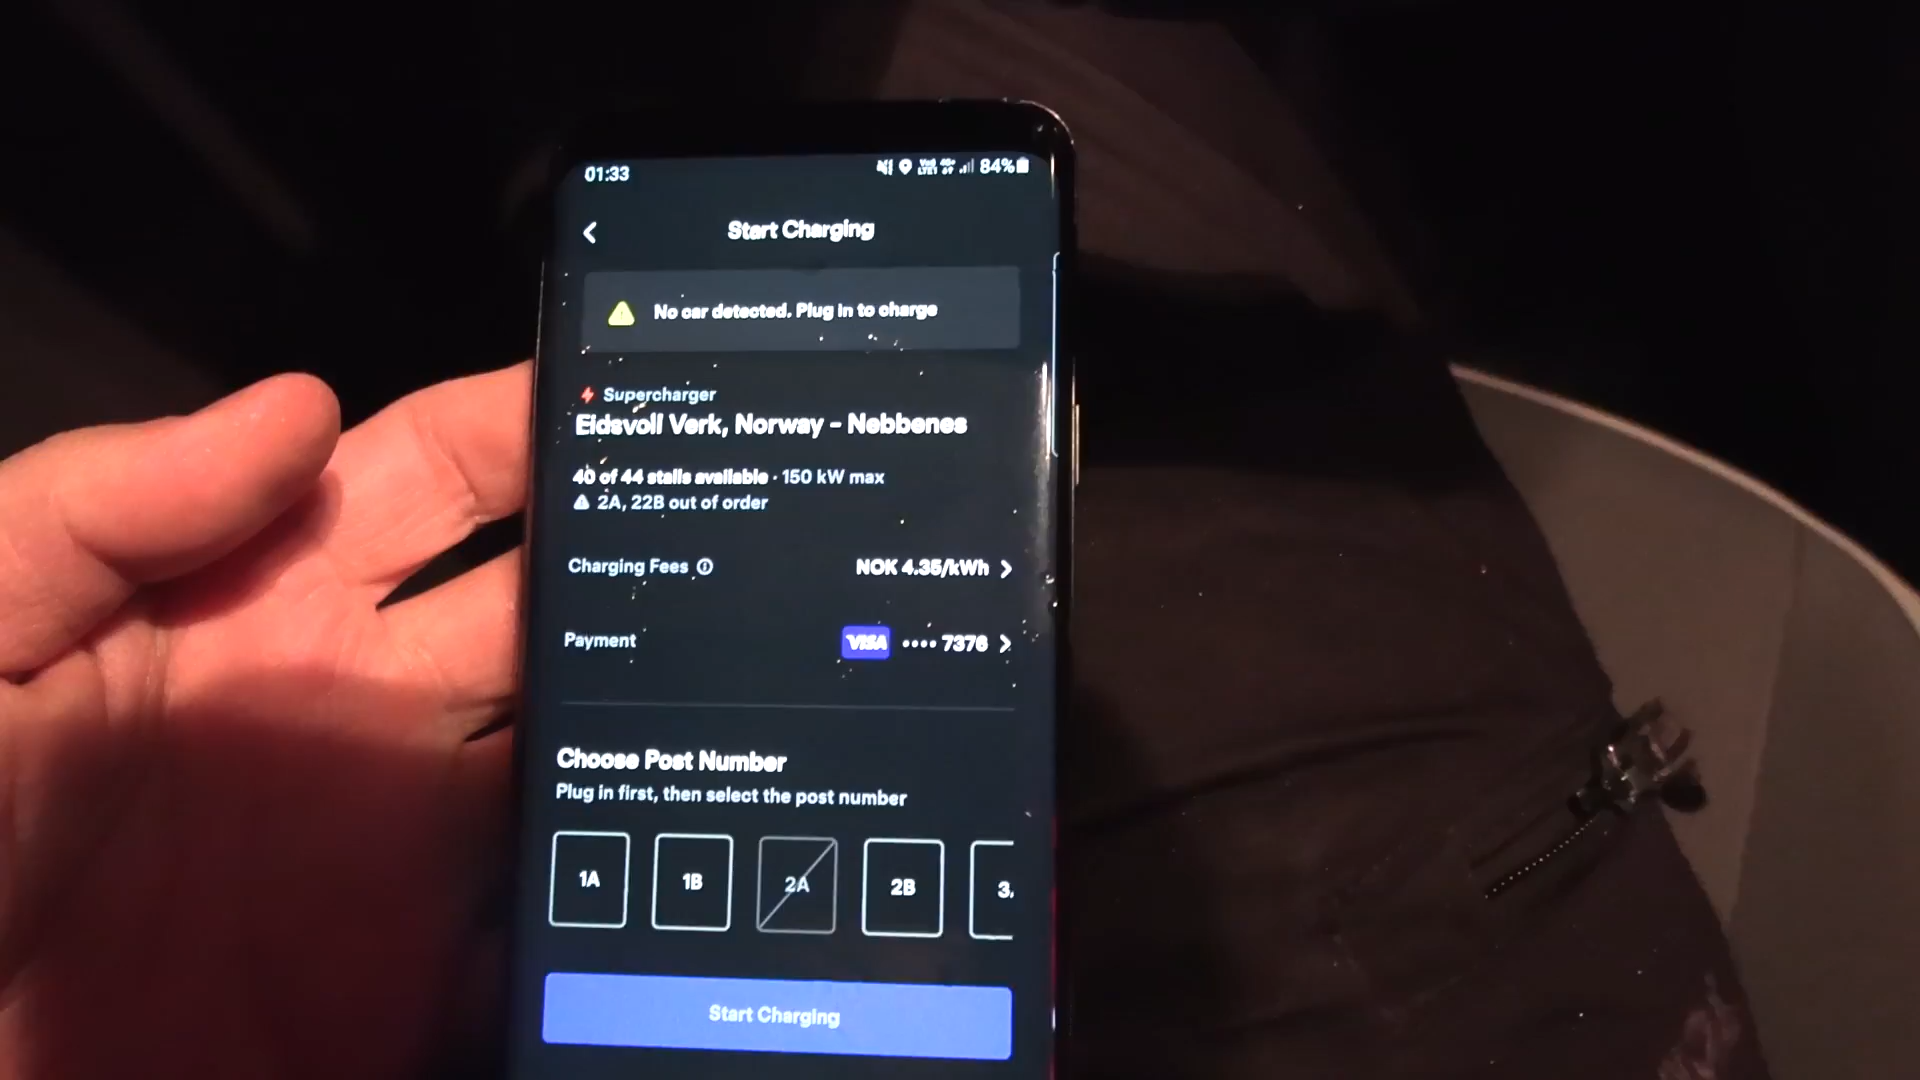 01:33
84%
Start Charging
No car detected. Plug in to charge
Supercharger
Eidsvoll Verk, Norway - Nebbenes
40 of 44 stalls available · 150 kW max
2A, 22B out of order
Charging Fees
NOK 4.35/kWh
Payment
VISA •••• 7376
Choose Post Number
Plug in first, then select the post number
1A
1B
2A
2B
3
Start Charging